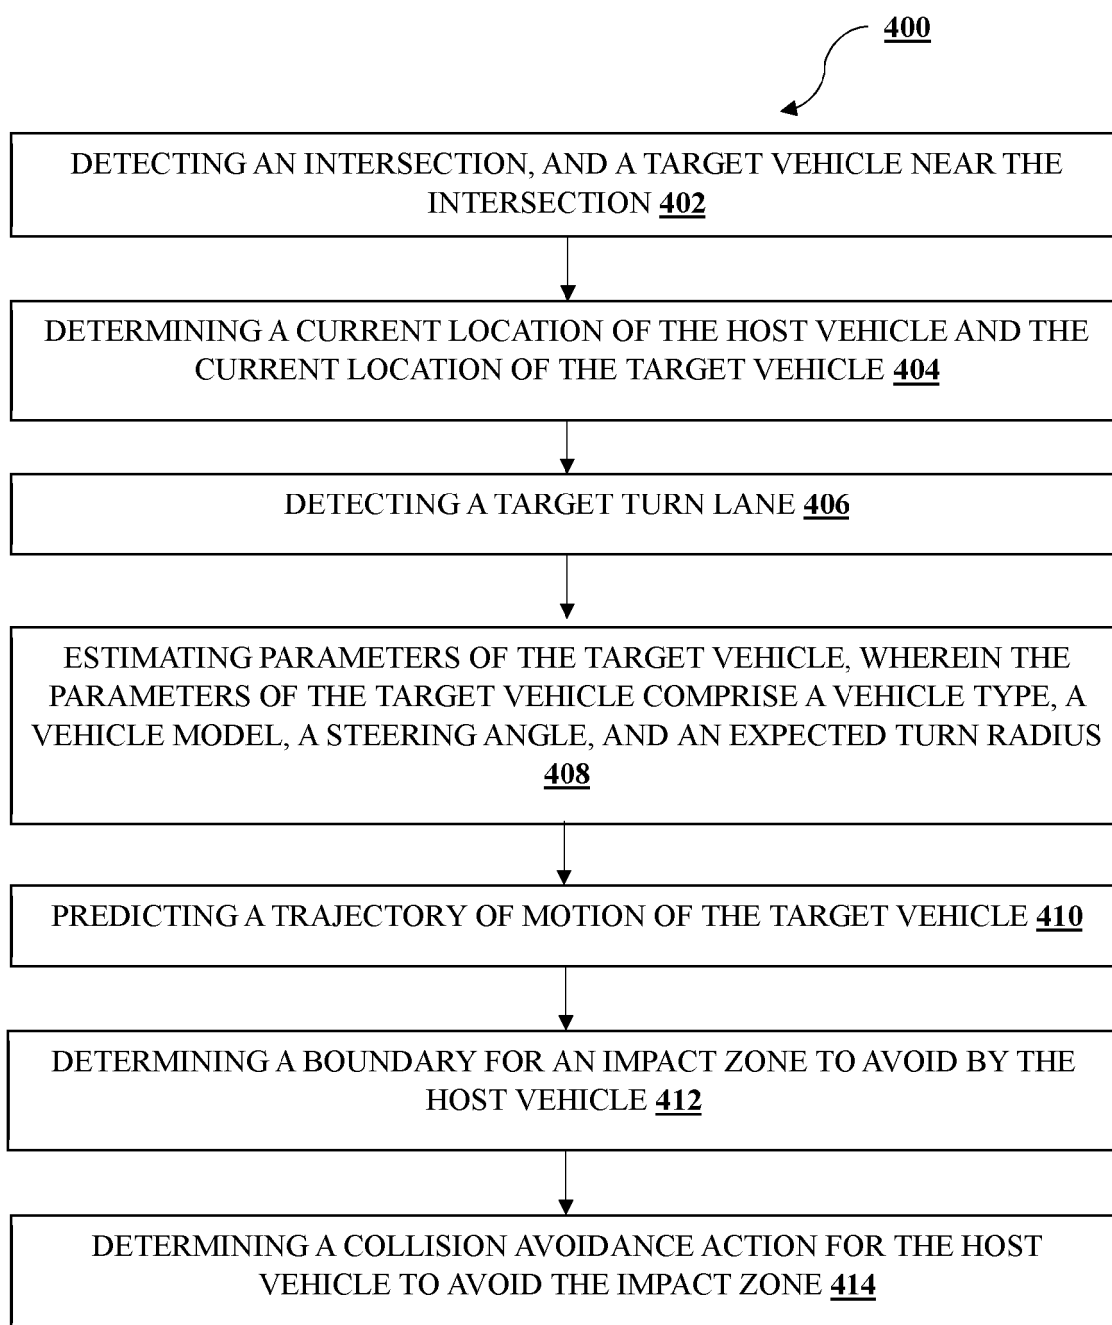 400
DETECTING AN INTERSECTION, AND A TARGET VEHICLE NEAR THE
INTERSECTION 402
DETERMINING A CURRENT LOCATION OF THE HOST VEHICLE AND THE
CURRENT LOCATION OF THE TARGET VEHICLE 404
DETECTING A TARGET TURN LANE 406
ESTIMATING PARAMETERS OF THE TARGET VEHICLE, WHEREIN THE
PARAMETERS OF THE TARGET VEHICLE COMPRISE A VEHICLE TYPE, A
VEHICLE MODEL, A STEERING ANGLE, AND AN EXPECTED TURN RADIUS
408
PREDICTING A TRAJECTORY OF MOTION OF THE TARGET VEHICLE 410
DETERMINING A BOUNDARY FOR AN IMPACT ZONE TO AVOID BY THE
HOST VEHICLE 412
DETERMINING A COLLISION AVOIDANCE ACTION FOR THE HOST
VEHICLE TO AVOID THE IMPACT ZONE 414